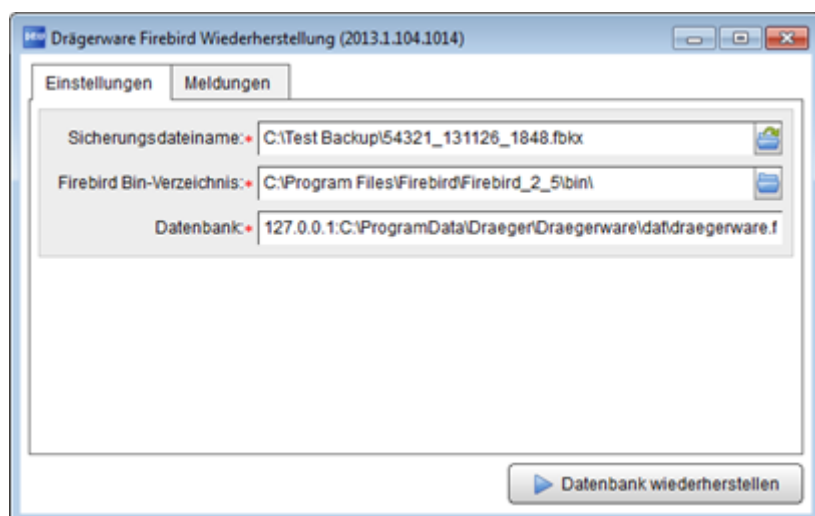 Drägerware Firebird Wiederherstellung (2013.1.104.1014)
Einstellungen Meldungen
Sicherungsdateiname:* C:\Test Backup\54321_131126_1848.fbkx
Firebird Bin-Verzeichnis:* C:\Program Files\Firebird\Firebird_2_5\bin\
Datenbank:* 127.0.0.1:C:\ProgramData\Draeger\Draegerware\dat\draegerware.f
Datenbank wiederherstellen